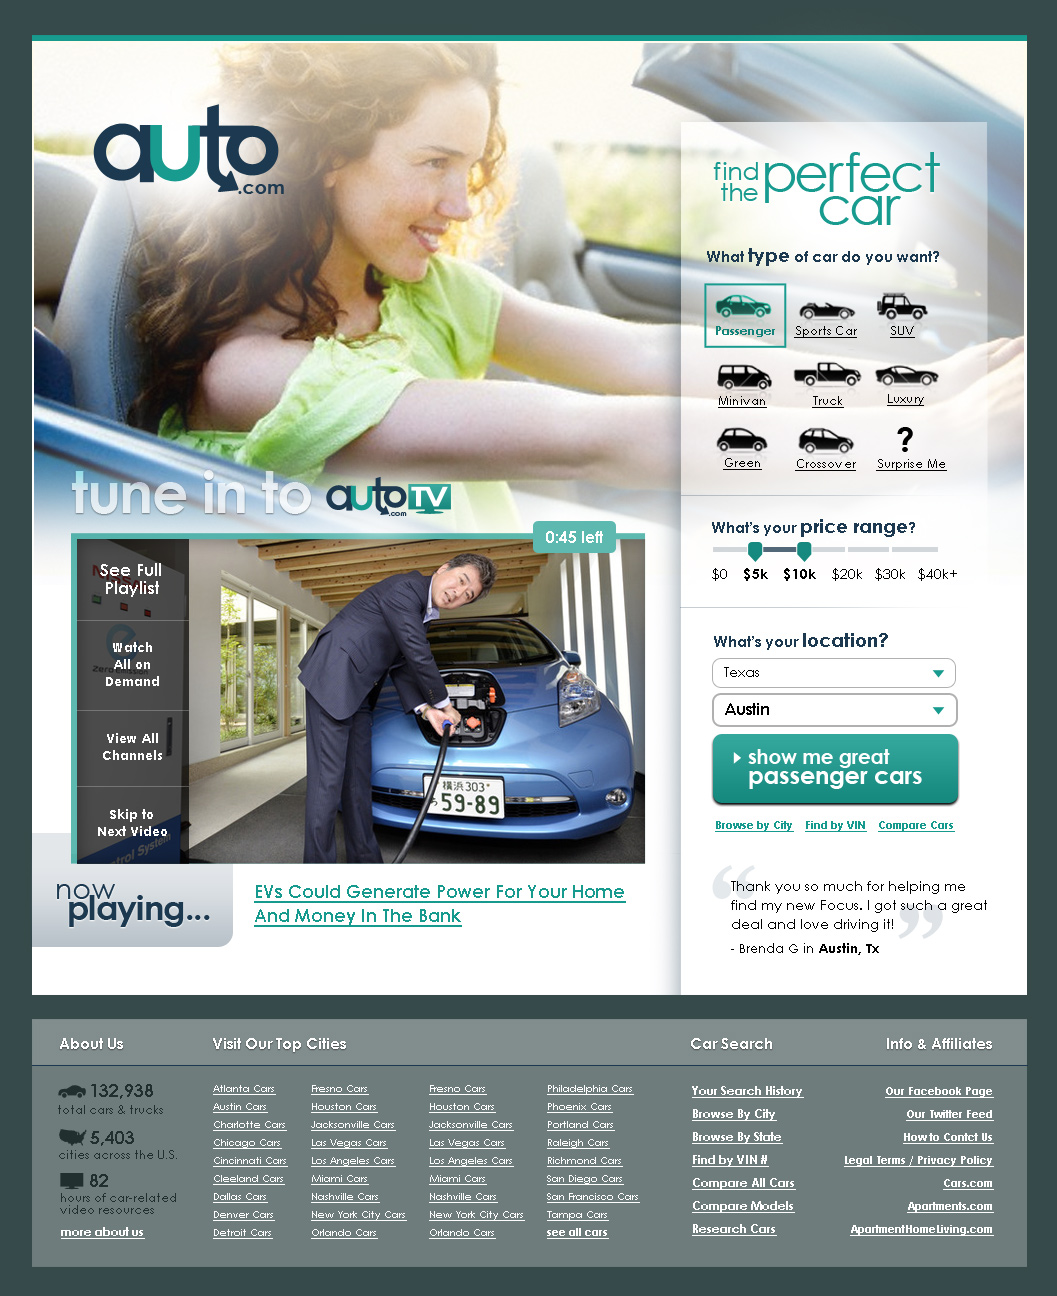 auto
.com
find
the
perfect
car
What type of car do you want?
Passenger
Sports Car
SUV
Minivan
Truck
Luxury
Green
Crossover
?
Surprise Me
tune in to auto.com TV
0:45 left
See Full
Playlist
Watch
All on
Demand
Zero Emission
View All
Channels
Skip to
Next Video
ntrol System
横浜 303
59-89
What's your price range?
$0 $5k $10k $20k $30k $40k+
What's your location?
Texas
Austin
show me great
passenger cars
Browse by City Find by VIN Compare Cars
now
playing...
EVs Could Generate Power For Your Home
And Money In The Bank
“Thank you so much for helping me
find my new Focus. I got such a great
deal and love driving it!”
- Brenda G in Austin, Tx
About Us
132,938
total cars & trucks
5,403
cities across the U.S.
82
hours of car-related
video resources
more about us
Visit Our Top Cities
Atlanta Cars
Austin Cars
Charlotte Cars
Chicago Cars
Cincinnati Cars
Cleeland Cars
Dallas Cars
Denver Cars
Detroit Cars
Fresno Cars
Houston Cars
Jacksonville Cars
Las Vegas Cars
Los Angeles Cars
Miami Cars
Nashville Cars
New York City Cars
Orlando Cars
Fresno Cars
Houston Cars
Jacksonville Cars
Las Vegas Cars
Los Angeles Cars
Miami Cars
Nashville Cars
New York City Cars
Orlando Cars
Philadelphia Cars
Phoenix Cars
Portland Cars
Raleigh Cars
Richmond Cars
San Diego Cars
San Francisco Cars
Tampa Cars
see all cars
Car Search
Your Search History
Browse By City
Browse By State
Find by VIN #
Compare All Cars
Compare Models
Research Cars
Info & Affiliates
Our Facebook Page
Our Twitter Feed
How to Contct Us
Legal Terms / Privacy Policy
Cars.com
Apartments.com
ApartmentHomeLiving.com